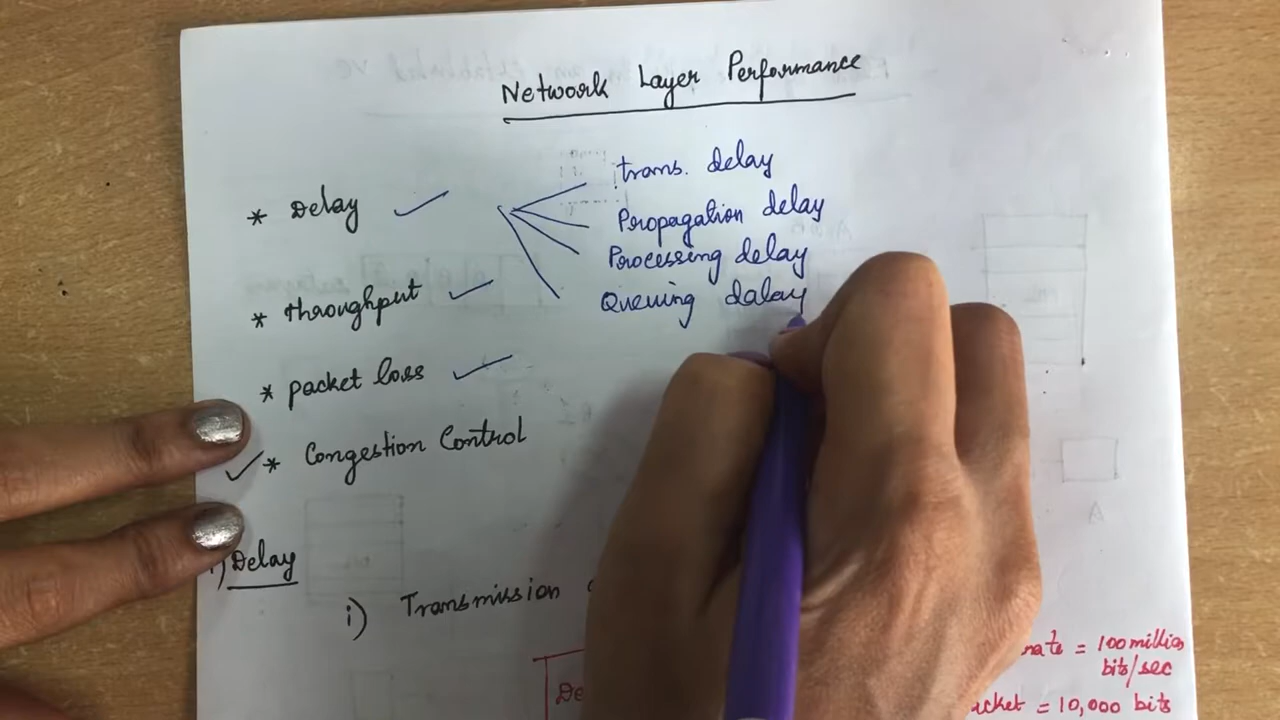 Network Layer Performance
trans. delay
* Delay ✓
Propagation delay
Processing delay
Queuing dalay
* throughput ✓
* packet loss ✓
✓ * Congestion Control
Delay
i) Transmission
= 100 million
bits/sec
= 10,000 bits